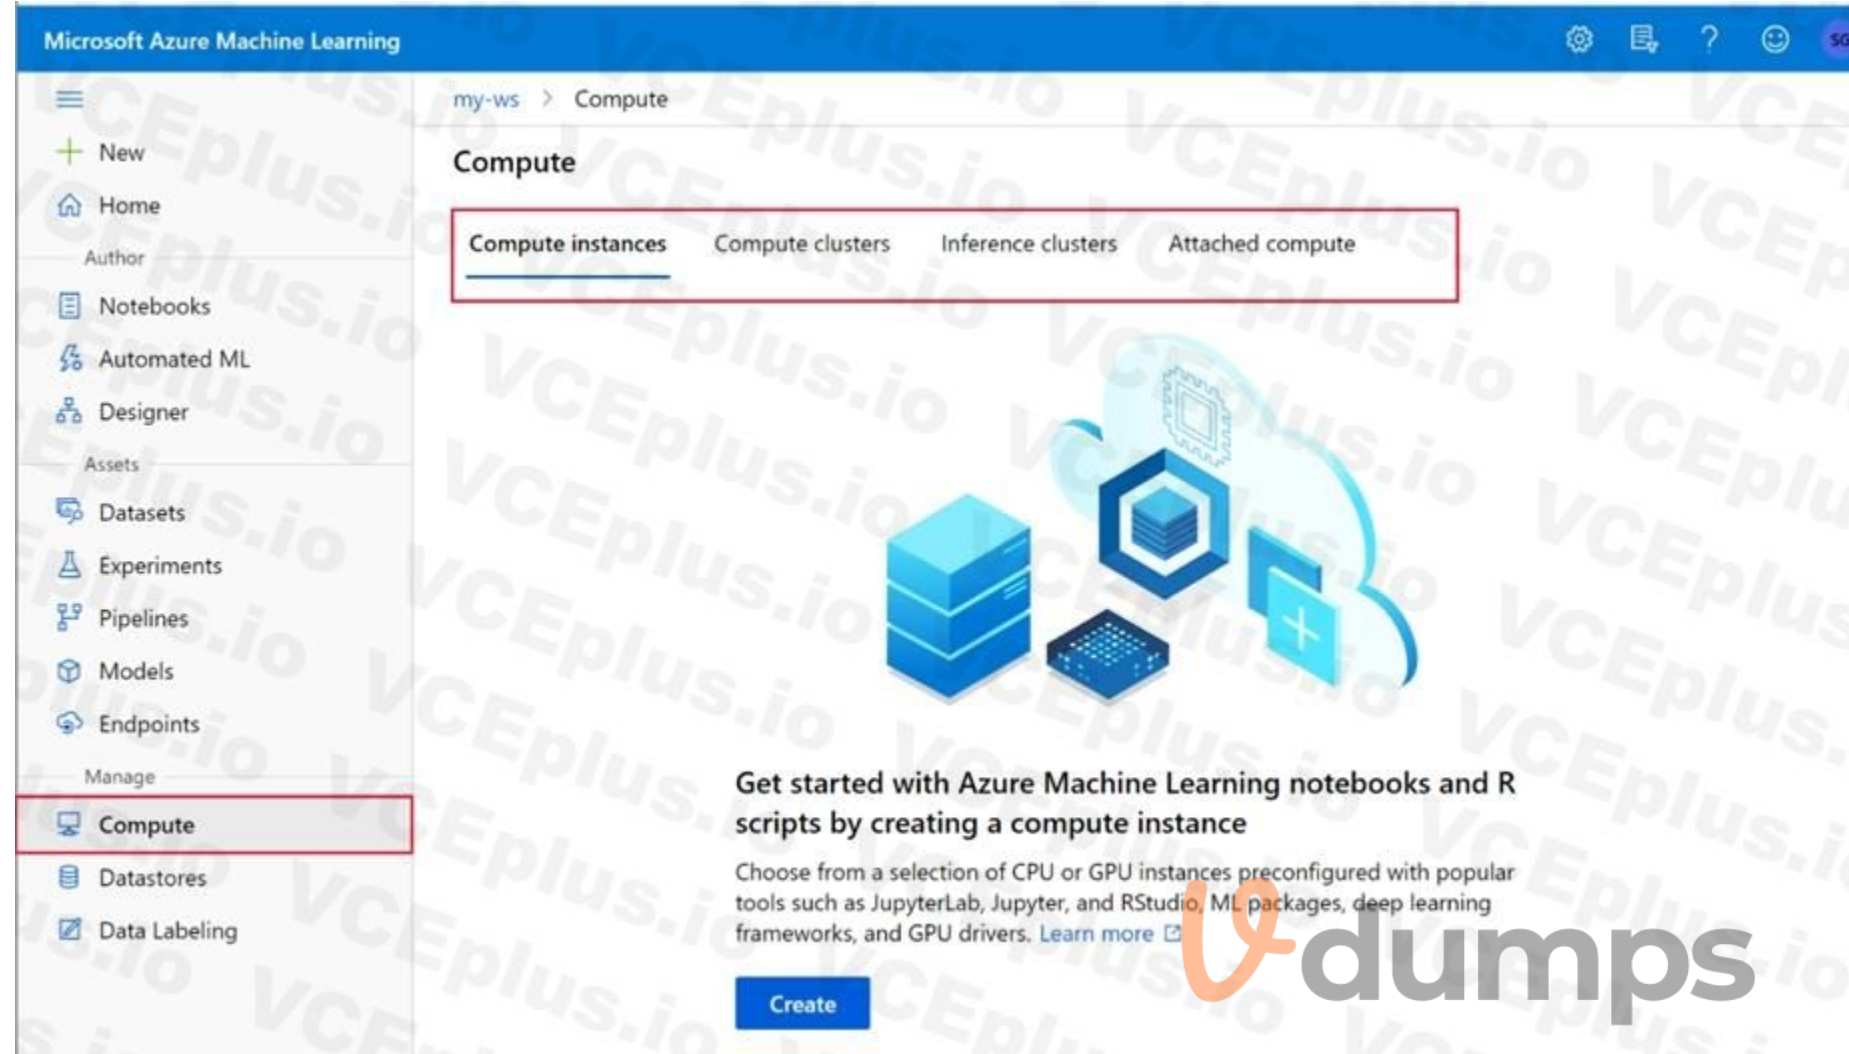 Microsoft Azure Machine Learning
SG
my-ws > Compute
New
Home
Author
Notebooks
Automated ML
Designer
Assets
Datasets
Experiments
Pipelines
Models
Endpoints
Manage
Compute
Datastores
Data Labeling
Compute
Compute instances Compute clusters Inference clusters Attached compute
Get started with Azure Machine Learning notebooks and R
scripts by creating a compute instance
Choose from a selection of CPU or GPU instances preconfigured with popular
tools such as JupyterLab, Jupyter, and RStudio, ML packages, deep learning
frameworks, and GPU drivers. Learn more
Create
VCEplus.io
Vdumps